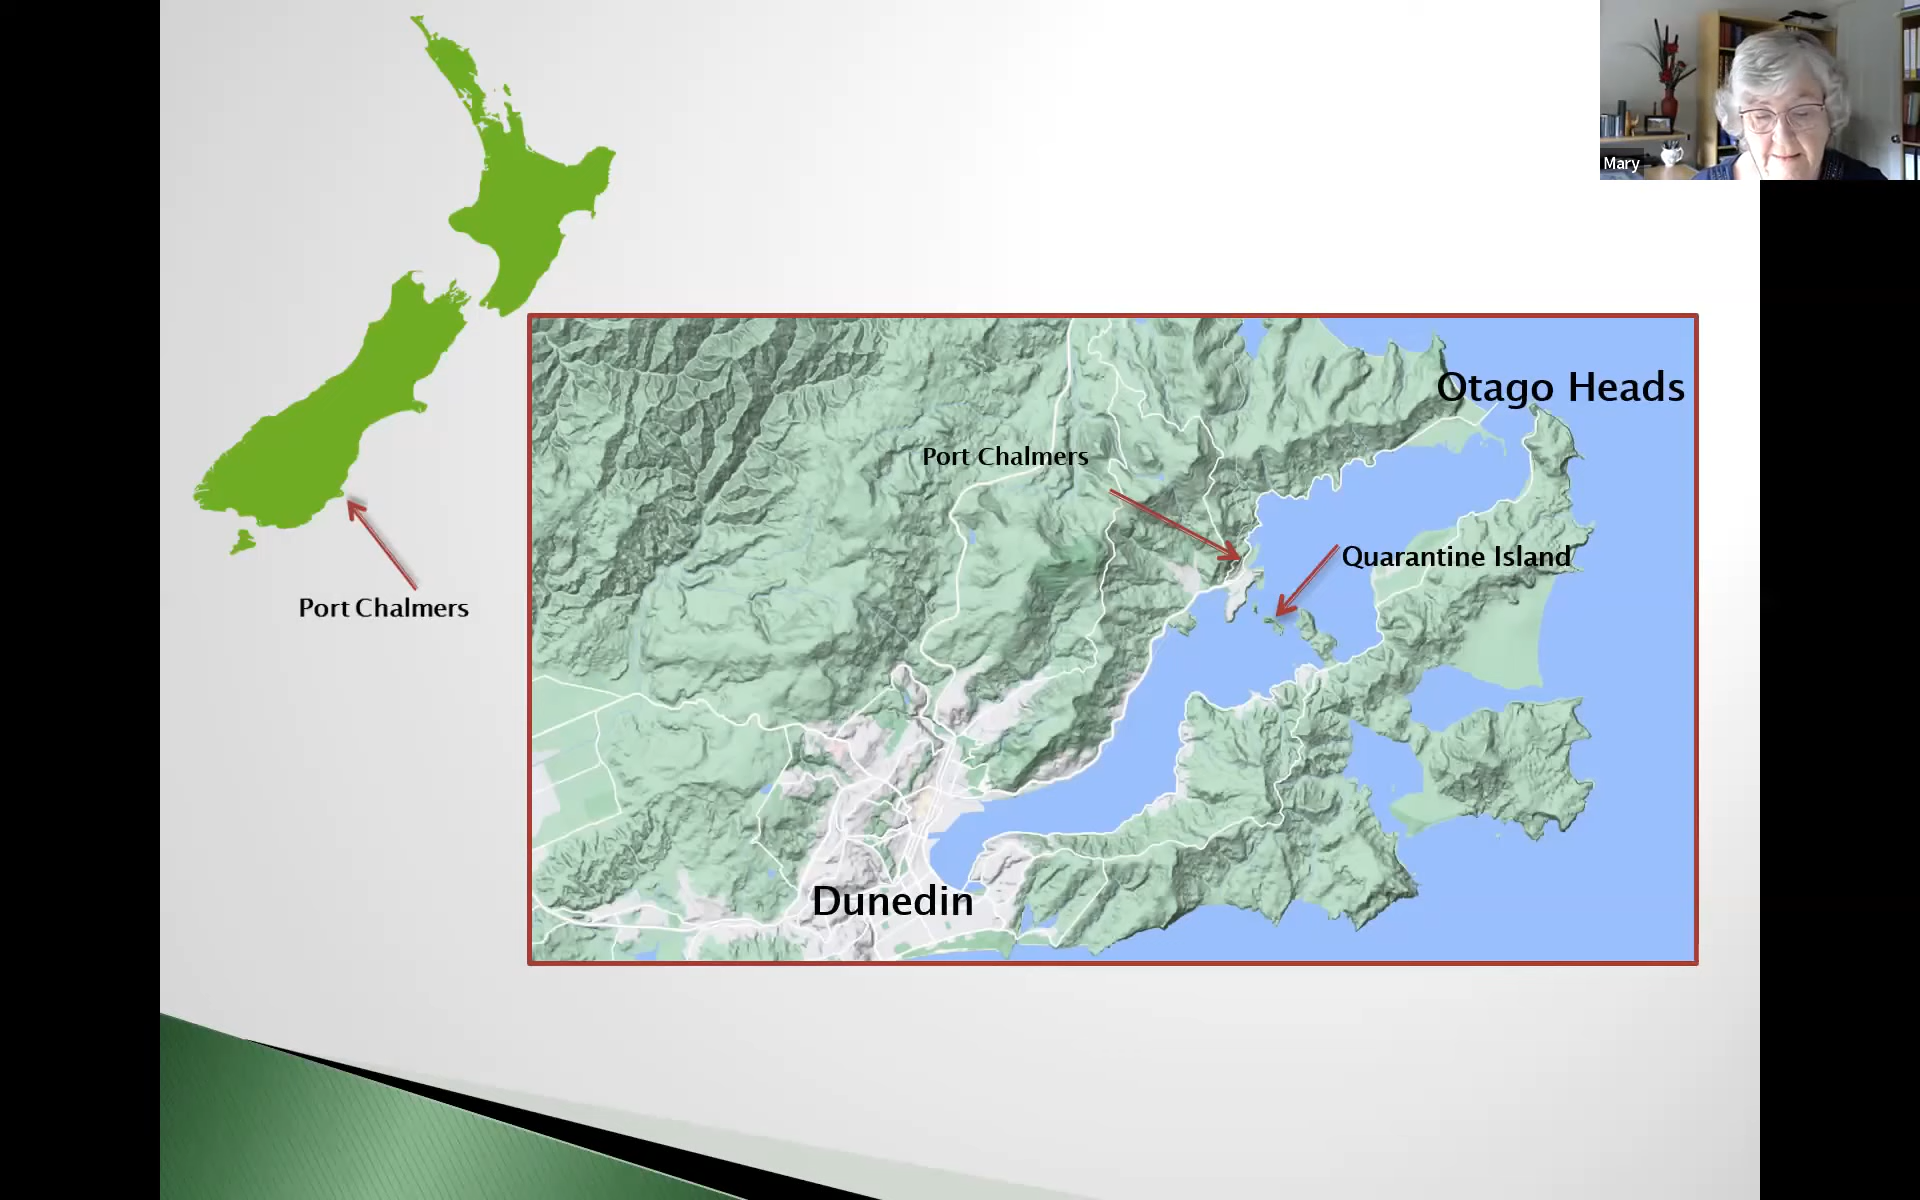 Mary
Otago Heads
Port Chalmers
Quarantine Island
Port Chalmers
Dunedin